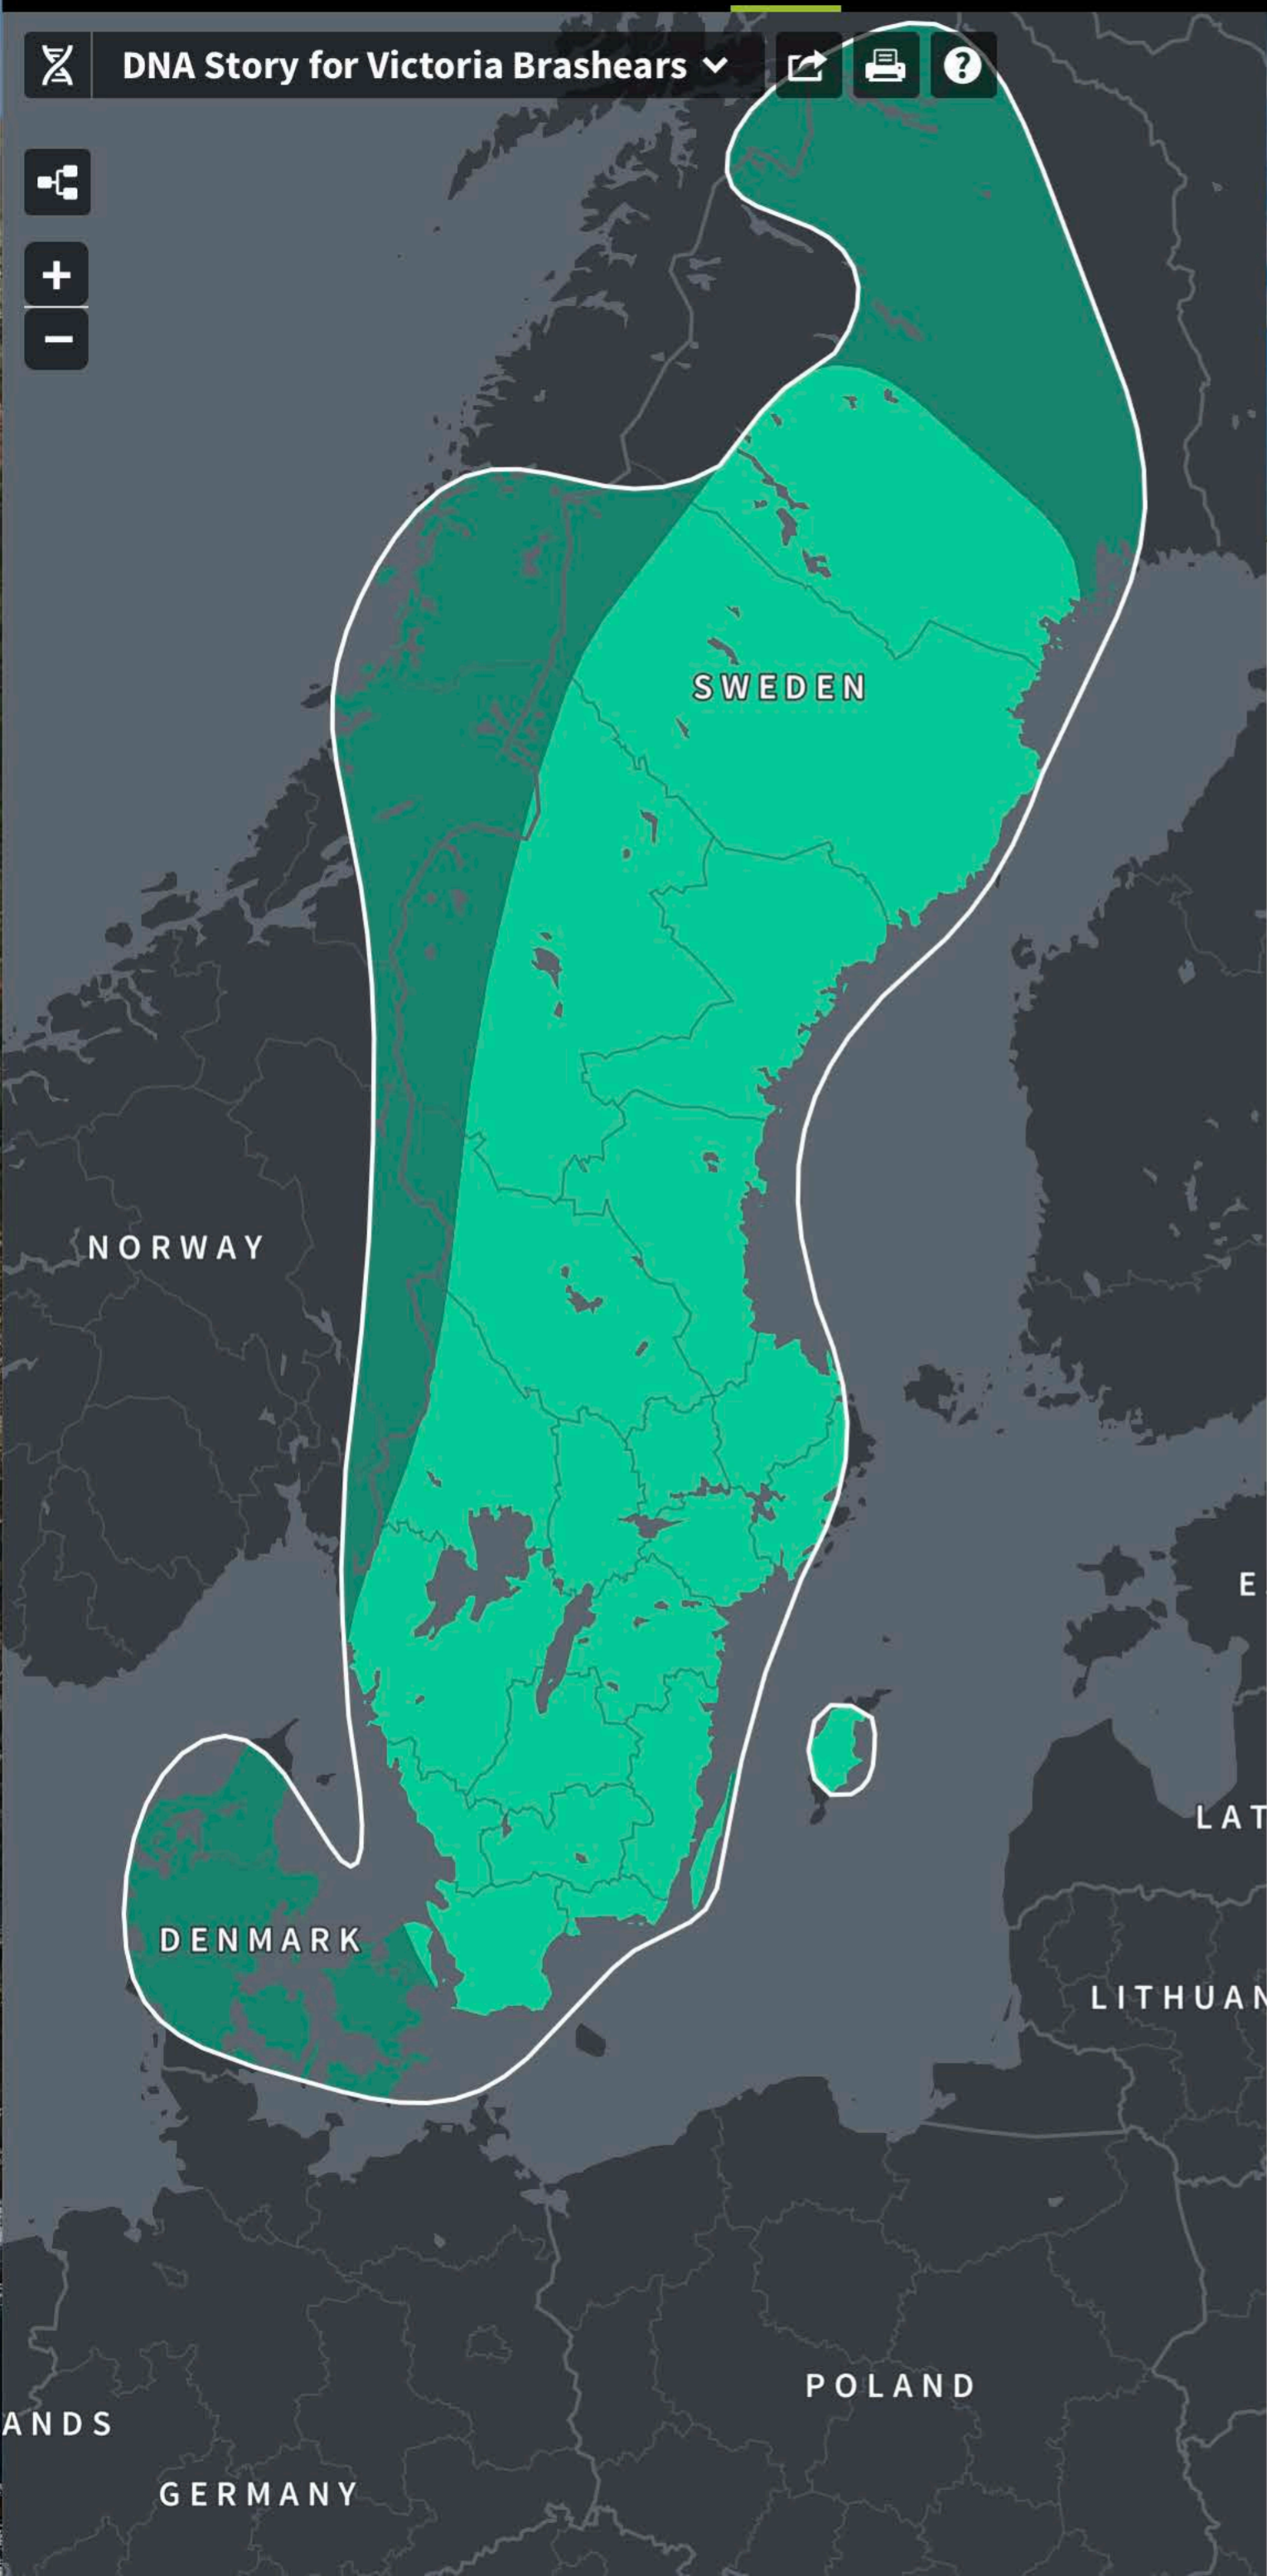 DNA Story for Victoria Brashears
SWEDEN
NORWAY
E
LAT
DENMARK
LITHUAN
POLAND
ANDS
GERMANY